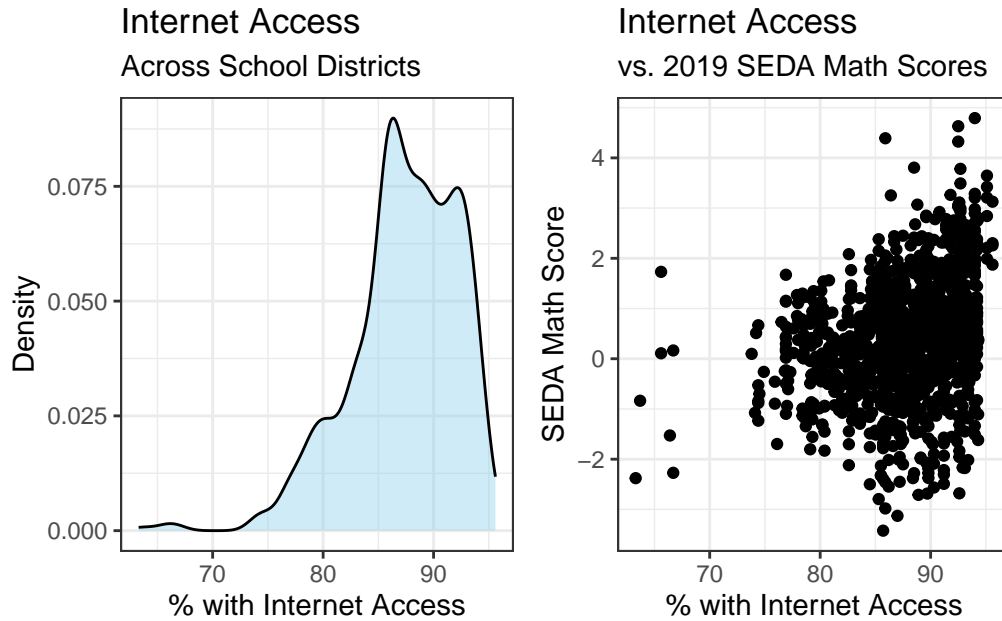 Internet Access
Across School Districts
0.075
0.050
0.025
0.000
Density
70 80 90
% with Internet Access
Internet Access
vs. 2019 SEDA Math Scores
4
2
0
−2
SEDA Math Score
70 80 90
% with Internet Access